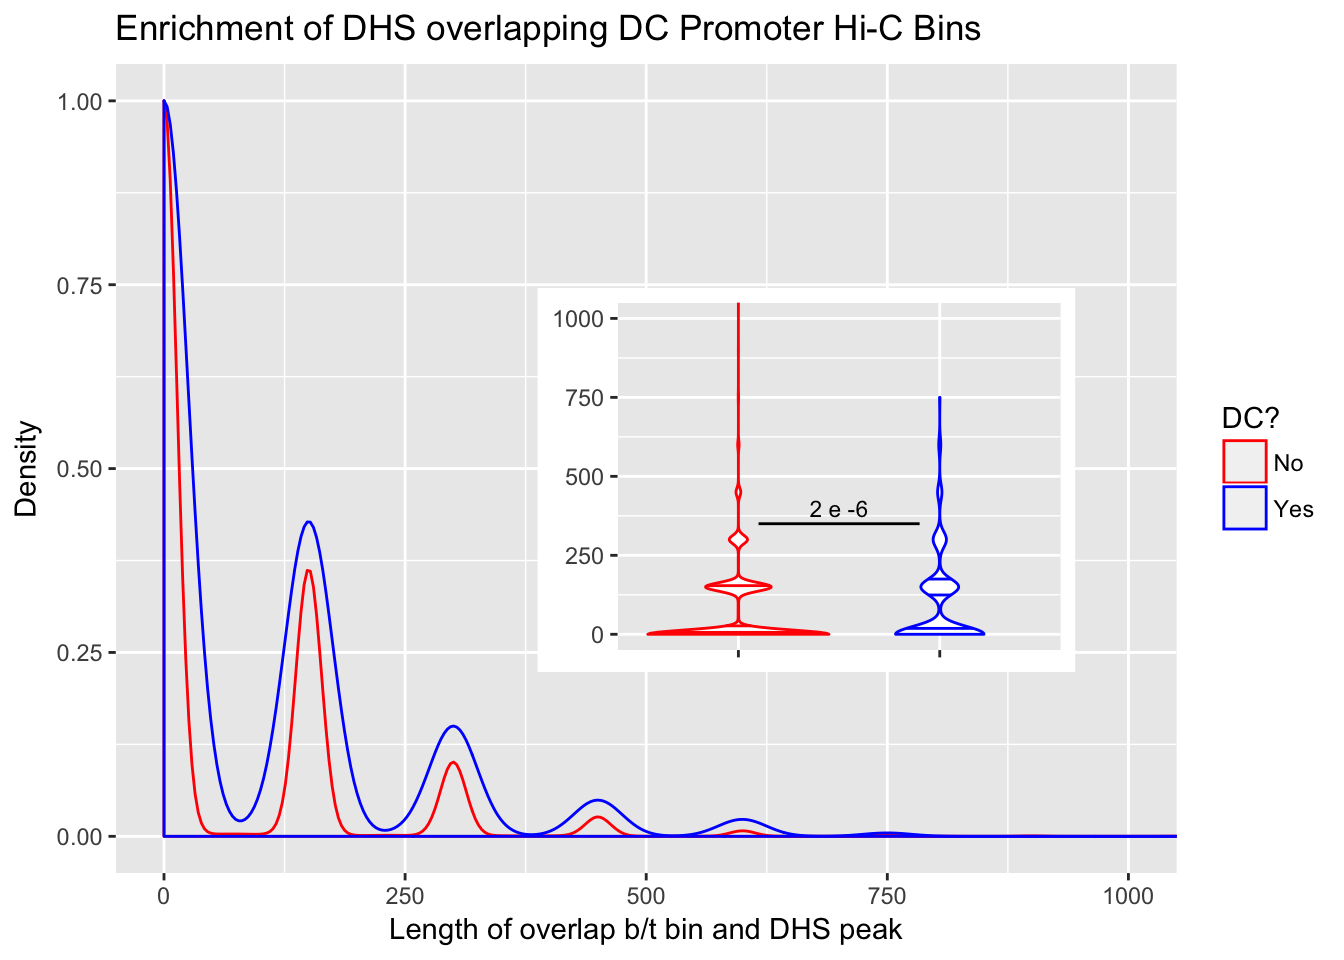 Enrichment of DHS overlapping DC Promoter Hi-C Bins
1.00
0.75
0.50
0.25
0.00
Density
0
250
500
750
1000
Length of overlap b/t bin and DHS peak
1000
750
500
250
0
2 e -6
DC?
No
Yes